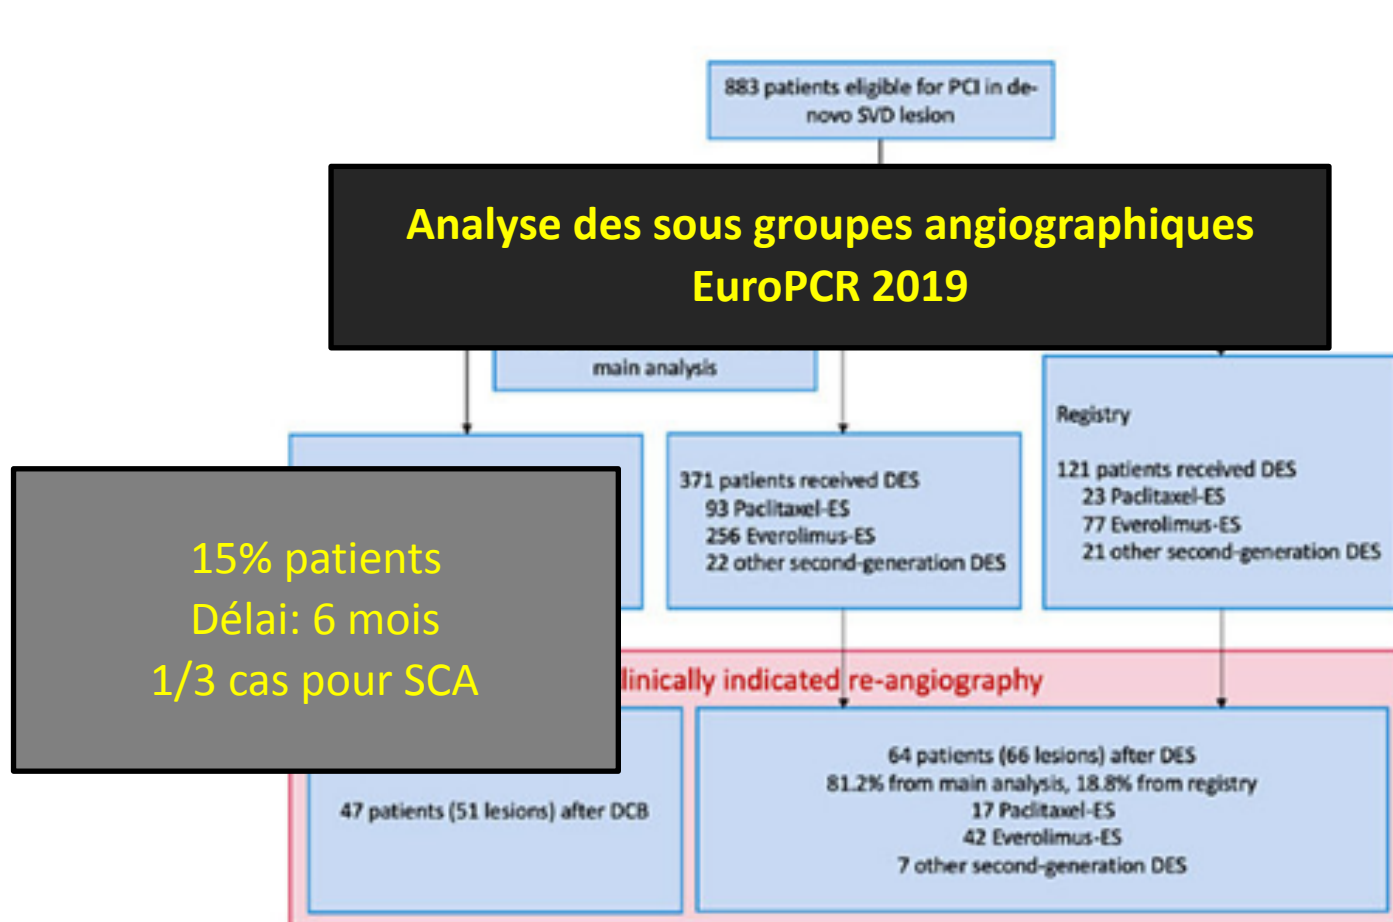 883 patients eligible for PCI in de-
novo SVD lesion
Analyse des sous groupes angiographiques
EuroPCR 2019
main analysis
371 patients received DES
93 Paclitaxel-ES
256 Everolimus-ES
22 other second-generation DES
Registry
121 patients received DES
23 Paclitaxel-ES
77 Everolimus-ES
21 other second-generation DES
15% patients
Délai: 6 mois
1/3 cas pour SCA
linically indicated re-angiography
47 patients (51 lesions) after DCB
64 patients (66 lesions) after DES
81.2% from main analysis, 18.8% from registry
17 Paclitaxel-ES
42 Everolimus-ES
7 other second-generation DES